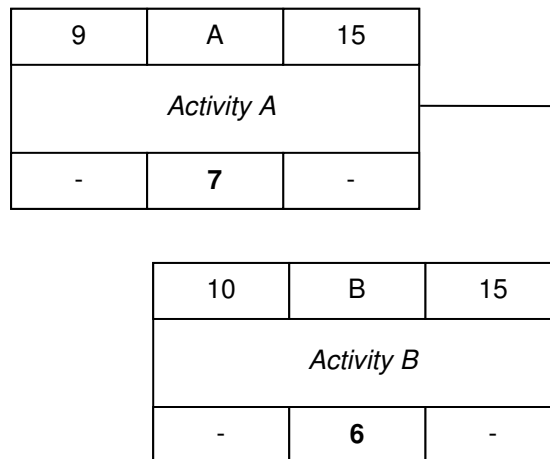 9 A 15
Activity A
- 7 -
10 B 15
Activity B
- 6 -